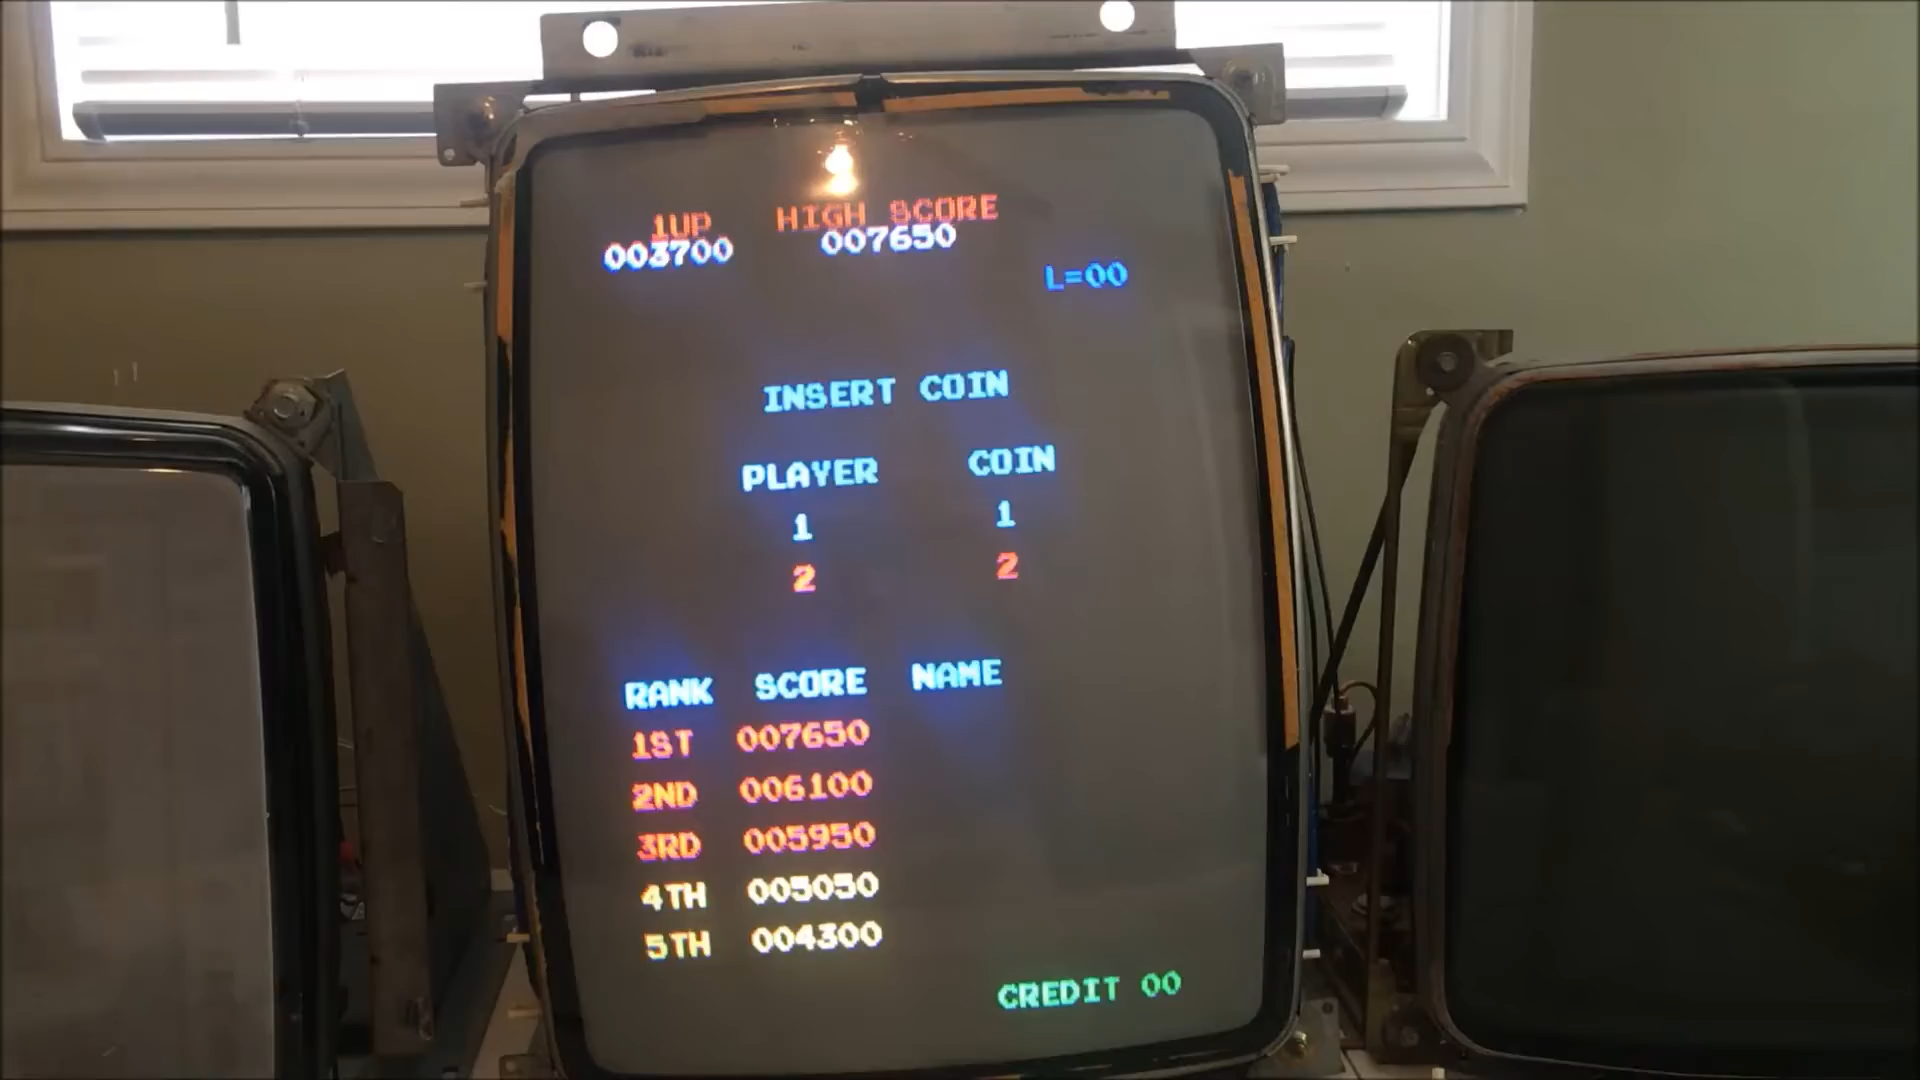 1UP HIGH SCORE
003700 007650
L=00
INSERT COIN
PLAYER COIN
1 1
2 2
RANK SCORE NAME
1ST 007650
2ND 006100
3RD 005950
4TH 005050
5TH 004300
CREDIT 00